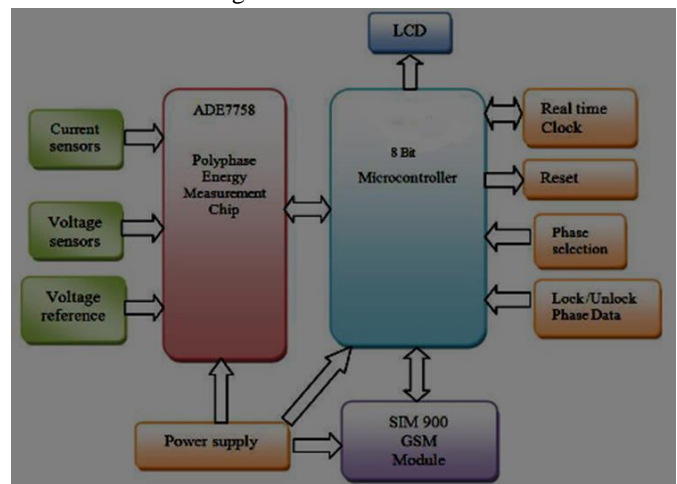 LCD
ADE7758
Polyphase
Energy
Measurement
Chip
8 Bit
Microcontroller
Current
sensors
Voltage
sensors
Voltage
reference
Real time
Clock
Reset
Phase
selection
Lock/Unlock
Phase Data
Power supply
SIM 900
GSM
Module